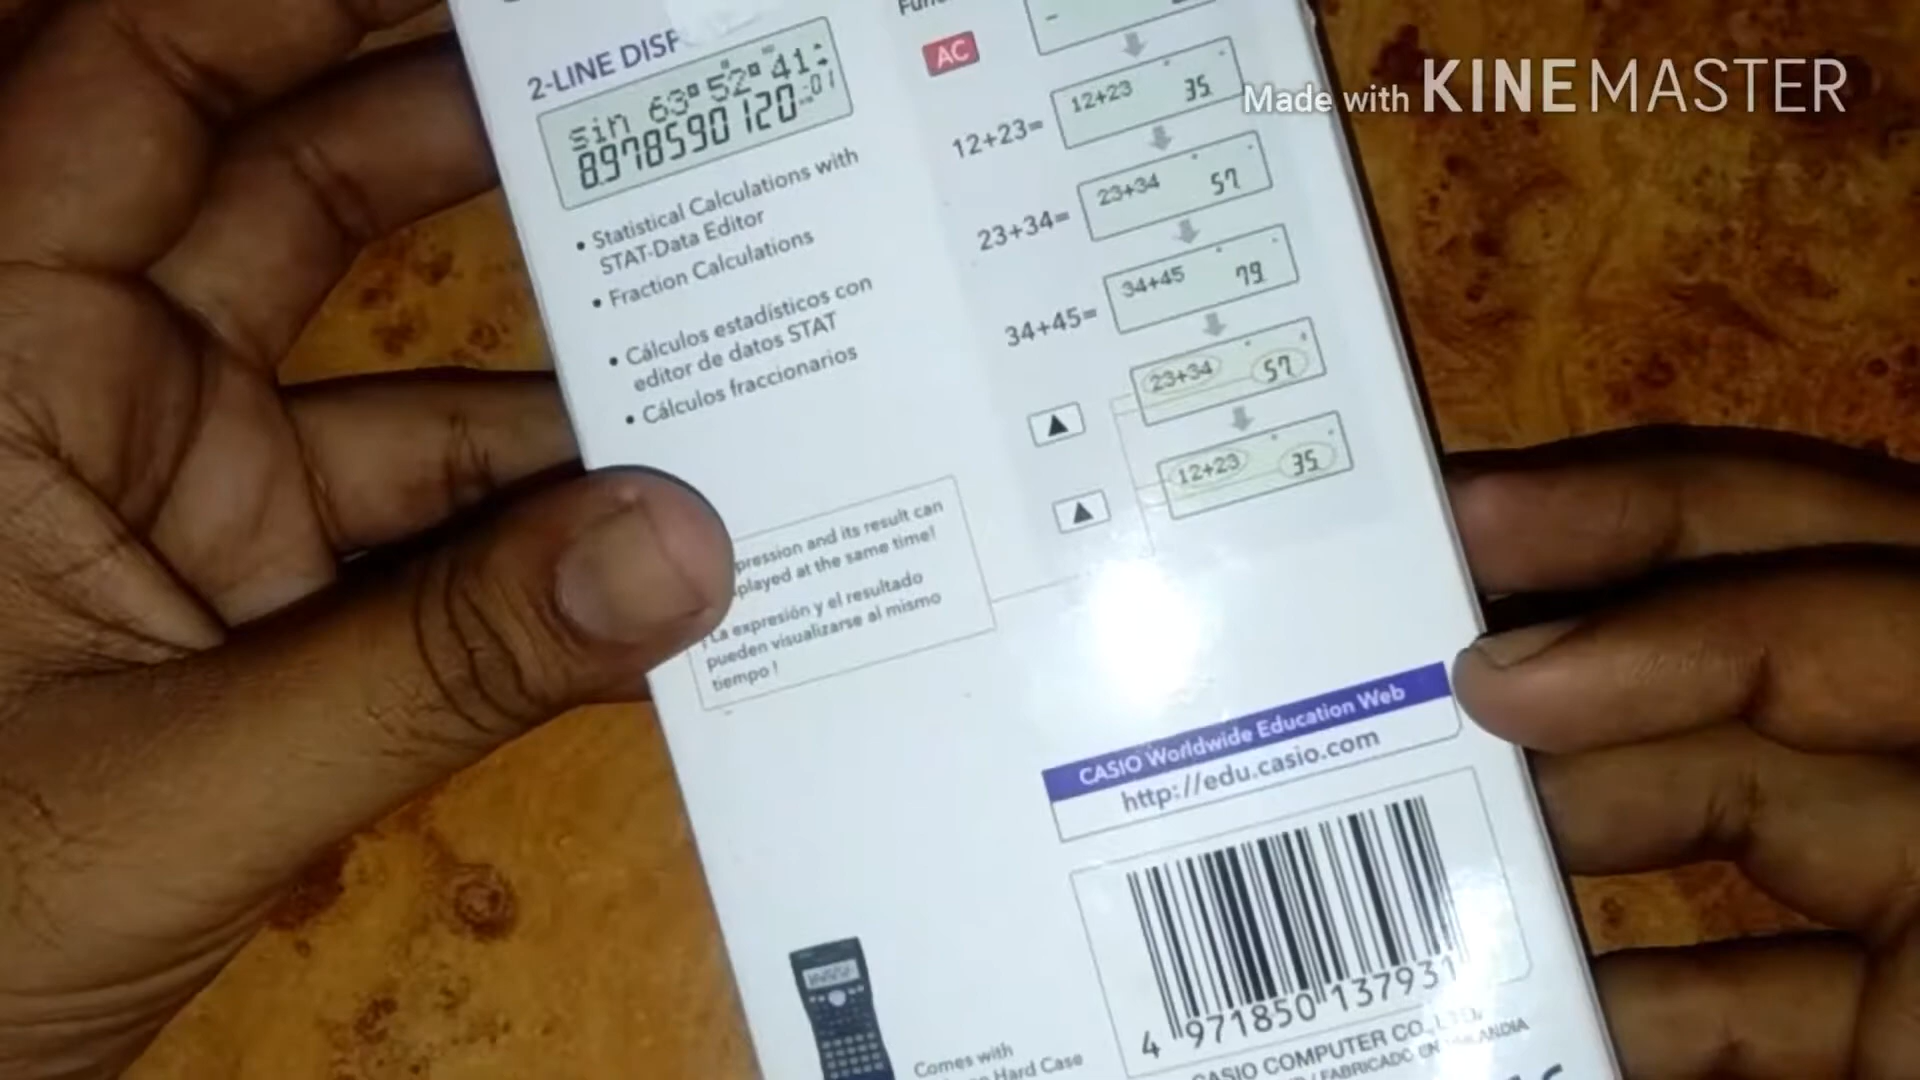 2-LINE DISP
sin 63°52°41
8.978590120-01
• Statistical Calculations with
STAT-Data Editor
• Fraction Calculations
• Cálculos estadísticos con
editor de datos STAT
• Cálculos fraccionarios
AC
12+23=
12+23 35
23+34=
23+34 57
34+45=
34+45 79
▲
23+34 57
▲
12+23 35
pression and its result can
played at the same time!
¡La expresión y el resultado
pueden visualizarse al mismo
tiempo !
CASIO Worldwide Education Web
http://edu.casio.com
4 971850 137931
CASIO COMPUTER CO., LTD.
/ FABRICADO EN
Comes with
Hard Case
Made with KINEMASTER